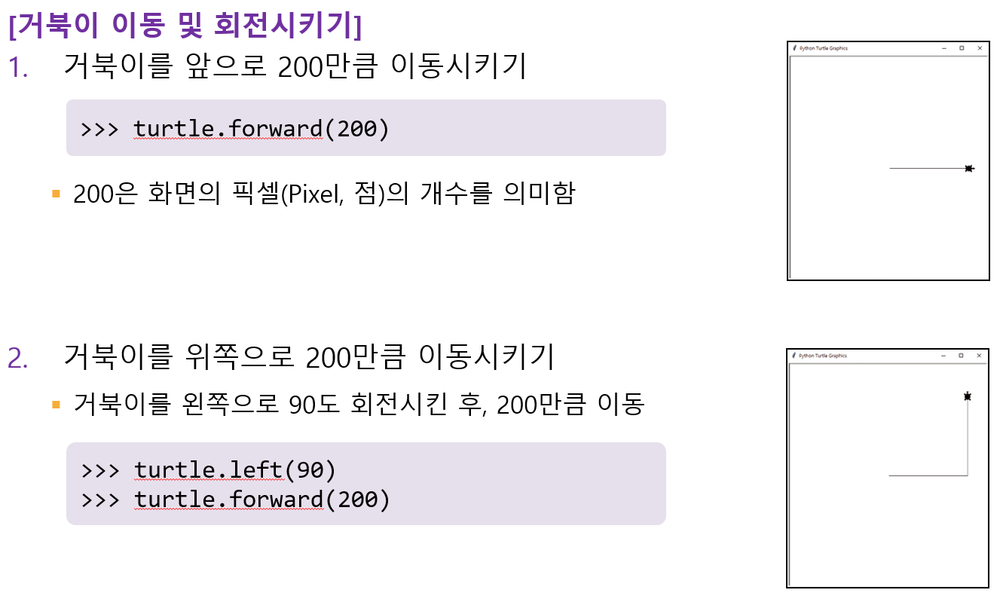 [거북이 이동 및 회전시키기]
1. 거북이를 앞으로 200만큼 이동시키기
>>> turtle.forward(200)
▪ 200은 화면의 픽셀(Pixel, 점)의 개수를 의미함
Python Turtle Graphics
2. 거북이를 위쪽으로 200만큼 이동시키기
▪ 거북이를 왼쪽으로 90도 회전시킨 후, 200만큼 이동
>>> turtle.left(90)
>>> turtle.forward(200)
Python Turtle Graphics